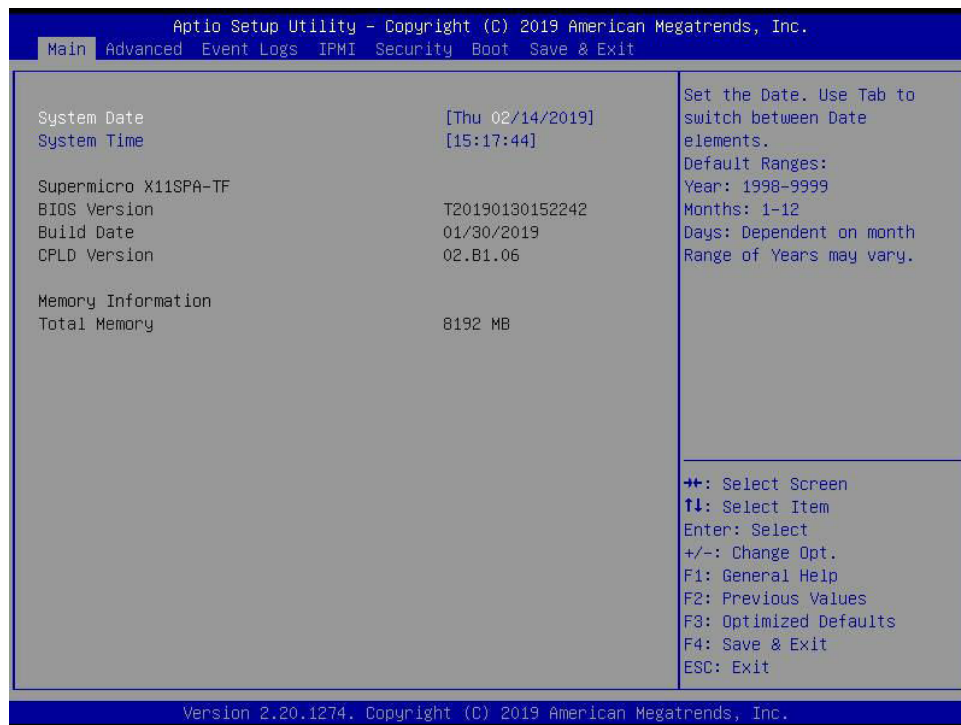 Aptio Setup Utility – Copyright (C) 2019 American Megatrends, Inc.
Main Advanced Event Logs IPMI Security Boot Save & Exit
System Date [Thu 02/14/2019]
System Time [15:17:44]
Supermicro X11SPA-TF
BIOS Version T20190130152242
Build Date 01/30/2019
CPLD Version 02.B1.06
Memory Information
Total Memory 8192 MB
Set the Date. Use Tab to
switch between Date
elements.
Default Ranges:
Year: 1998-9999
Months: 1-12
Days: Dependent on month
Range of Years may vary.
→←: Select Screen
↑↓: Select Item
Enter: Select
+/-: Change Opt.
F1: General Help
F2: Previous Values
F3: Optimized Defaults
F4: Save & Exit
ESC: Exit
Version 2.20.1274. Copyright (C) 2019 American Megatrends, Inc.